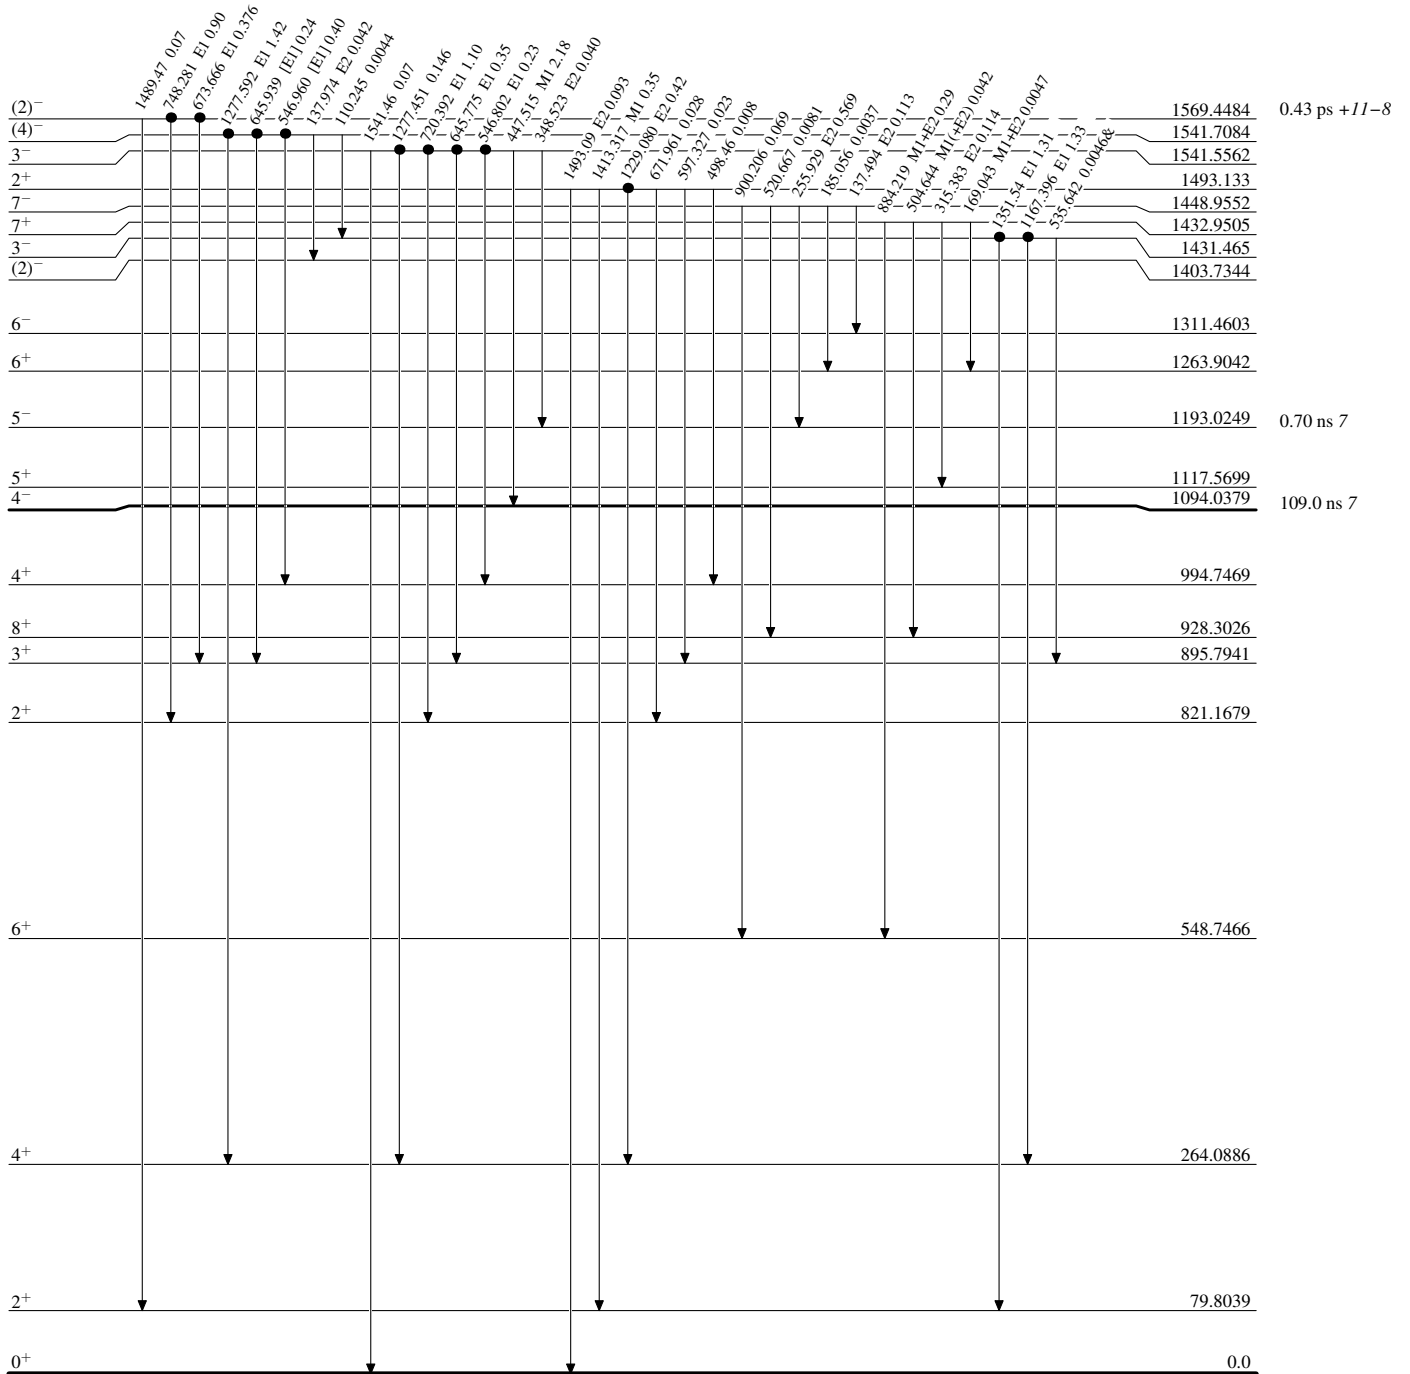 1489.47 0.07
748.281 E1 0.90
673.666 E1 0.376
1277.592 E1 1.42
645.939 [E1] 0.24
546.960 [E1] 0.40
137.974 E2 0.042
110.245 0.0044
1541.46 0.07
1277.451 0.146
720.392 E1 1.10
645.775 E1 0.35
546.802 E1 0.23
447.515 M1 2.18
348.523 E2 0.040
1493.09 E2 0.093
1413.317 M1 0.35
1229.080 E2 0.42
671.961 0.028
597.327 0.023
498.46 0.008
900.206 0.069
520.667 0.0081
255.929 E2 0.569
185.056 0.0037
137.494 E2 0.113
884.219 M1+E2 0.29
504.644 M1(+E2) 0.042
315.383 E2 0.114
169.043 M1+E2 0.0047
1351.54 E1 1.31
1167.396 E1 1.33
535.642 0.0046&
(2)− 1569.4484 0.43 ps +11−8
(4)− 1541.7084
3− 1541.5562
2+ 1493.133
7− 1448.9552
7+ 1432.9505
3− 1431.465
(2)− 1403.7344
6− 1311.4603
6+ 1263.9042
5− 1193.0249 0.70 ns 7
5+ 1117.5699
4− 1094.0379 109.0 ns 7
4+ 994.7469
8+ 928.3026
3+ 895.7941
2+ 821.1679
6+ 548.7466
4+ 264.0886
2+ 79.8039
0+ 0.0